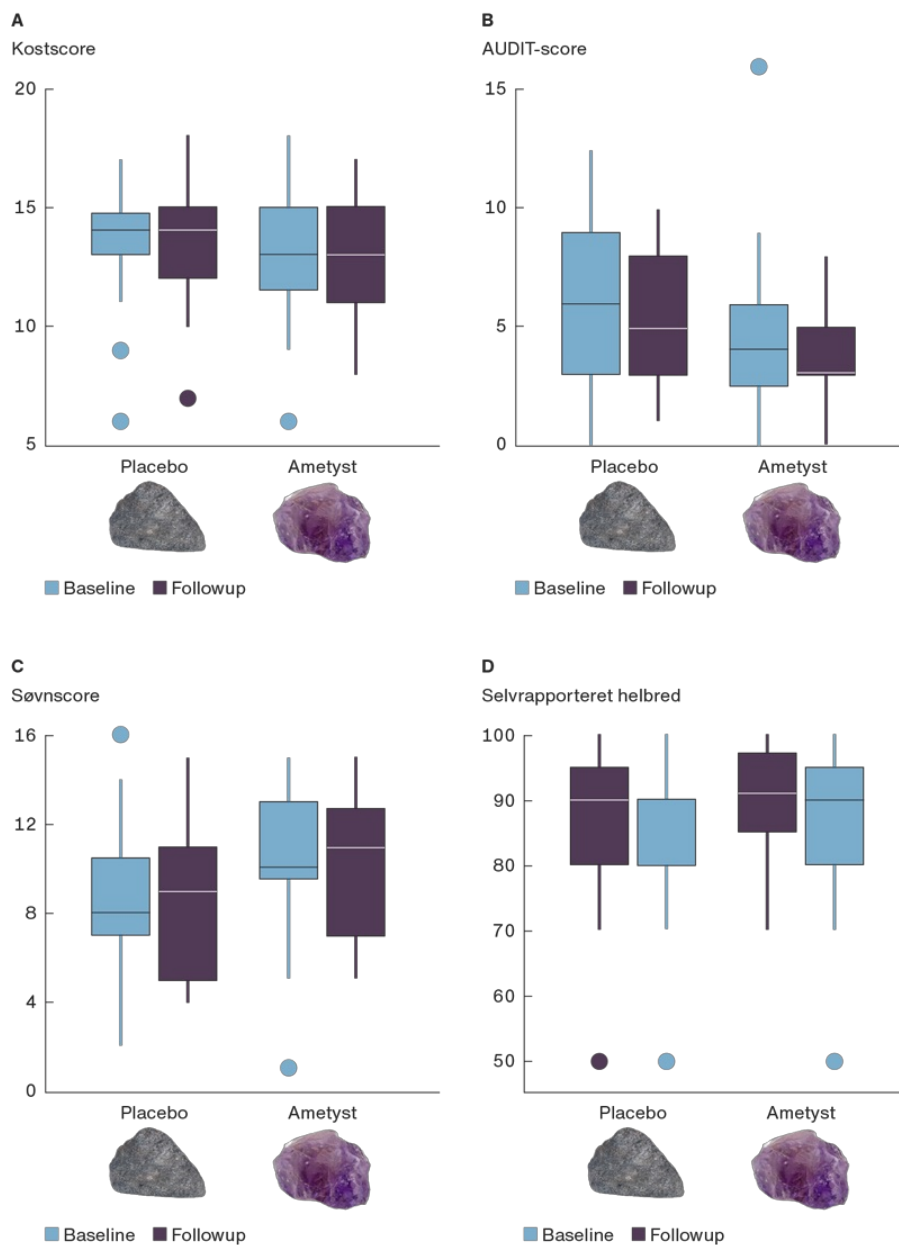 A
Kostscore
20
15
10
5
Placebo
Ametyst
Baseline Followup
B
AUDIT-score
15
10
5
0
Placebo
Ametyst
Baseline Followup
C
Søvnscore
16
12
8
4
0
Placebo
Ametyst
Baseline Followup
D
Selvrapporteret helbred
100
90
80
70
60
50
Placebo
Ametyst
Baseline Followup